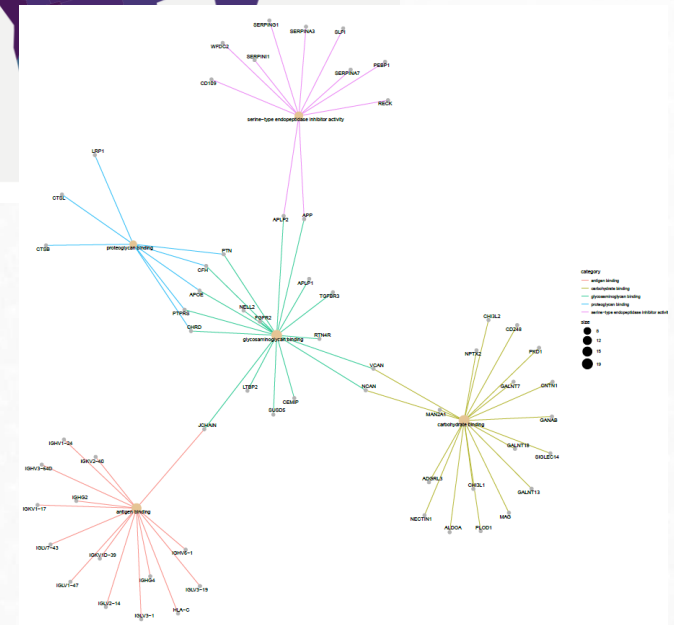 SERPING1
SERPINA3
SLPI
WFDC2
SERPINI1
PEBP1
SERPINA7
CD109
RECK
serine-type endopeptidase inhibitor activity
LRP1
CTSL
APLP2
APP
CTSB
proteoglycan binding
PTN
CFH
APLP1
APOE
TGFBR3
NELL2
PTPRS
FGFR2
CHRD
RTN4R
glycosaminoglycan binding
VCAN
LTBP2
NCAN
CEMIP
SUSD5
JCHAIN
CHI3L2
CD248
NPTX2
PKD1
GALNT7
CNTN1
MAN2A1
GANAB
carbohydrate binding
GALNT18
SIGLEC14
ADGRL3
CHI3L1
GALNT13
NECTIN1
MAG
ALDOA
PLOD1
IGHV1-24
IGKV2-40
IGHV3-64D
IGHG2
IGKV1-17
antigen binding
IGLV7-43
IGKV1D-39
IGHV6-1
IGHG4
IGLV1-47
IGLV3-19
IGLV2-14
HLA-C
IGLV3-1
category
antigen binding
carbohydrate binding
glycosaminoglycan binding
proteoglycan binding
serine-type endopeptidase inhibitor activit
size
12
15
19